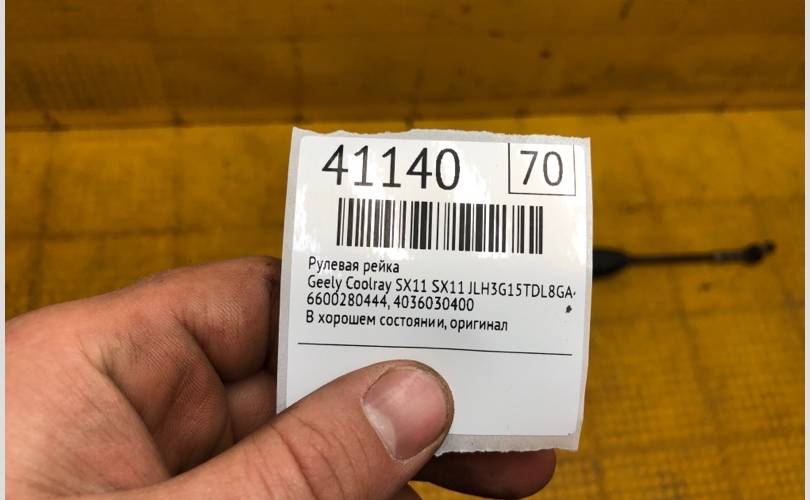 41140 70
Рулевая рейка
Geely Coolray SX11 SX11 JLH3G15TDL8GA
6600280444, 4036030400
В хорошем состоянии, оригинал